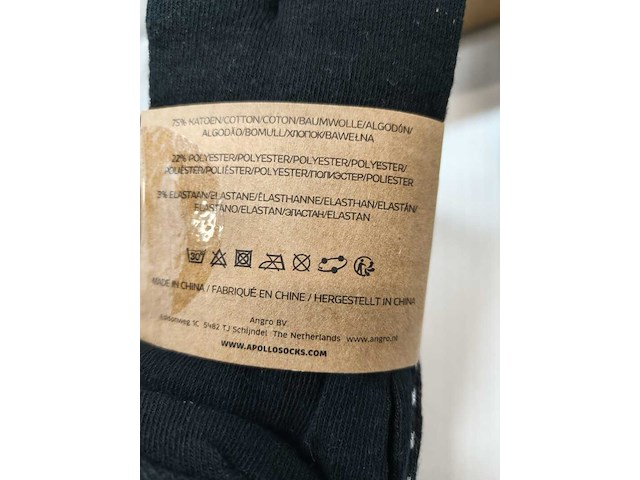 75% KATOEN/COTTON/COTON/BAUMWOLLE/ALGODÓN/
ALGODÃO/BOMULL/ХЛОПОК/BAWEŁNA
22% POLYESTER/POLYESTER/POLYESTER/POLYESTER/
POLIÉSTER/POLIÉSTER/POLYESTER/ПОЛИЭСТЕР/POLIESTER
3% ELASTAAN/ELASTANE/ÉLASTHANNE/ELASTHAN/ELASTÁN/
ELASTANO/ELASTAN/ЭЛАСТАН/ELASTAN
30°
MADE IN CHINA / FABRIQUÉ EN CHINE / HERGESTELLT IN CHINA
Angro BV.
1C 5482 TJ Schijndel The Netherlands www.angro.nl
WWW.APOLLOSOCKS.COM